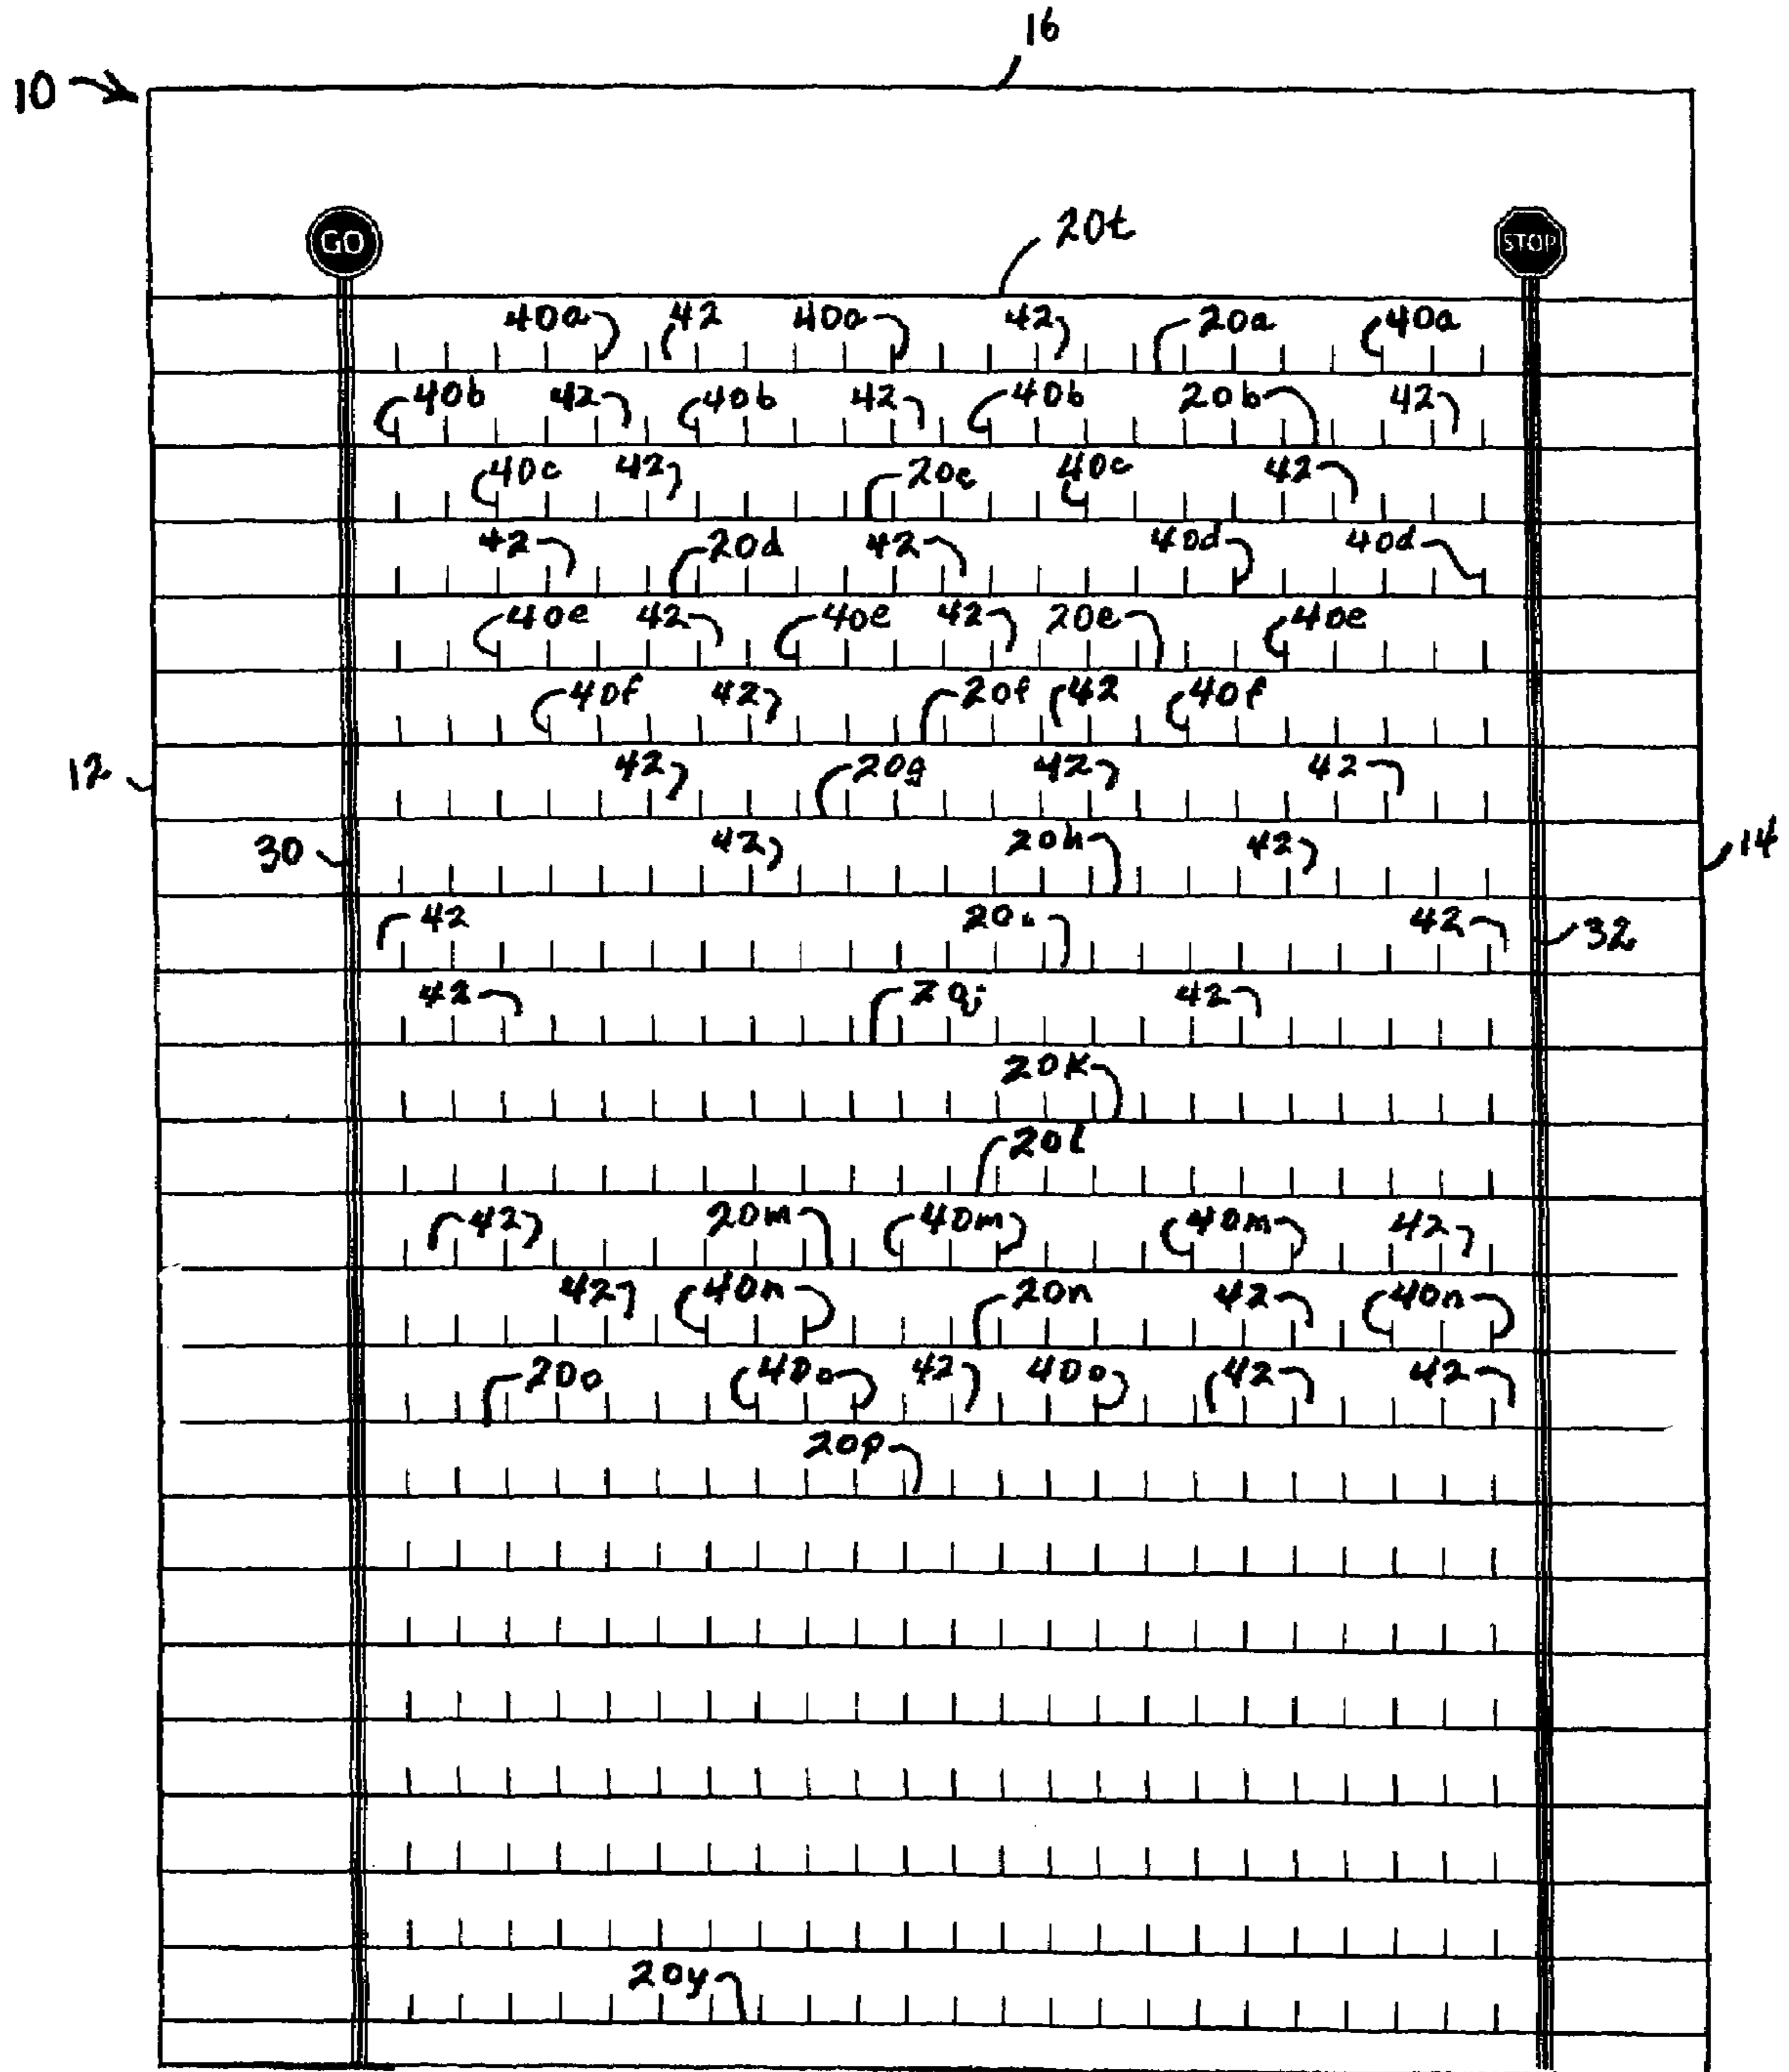 16
10
GO
20t
STOP
40a 42 40a 42 20a 40a
40b 42 40b 42 40b 20b 42
40c 42 20c 40c 42
42 20d 42 40d 40d
40e 42 40e 42 20e 40e
40f 42 20f 42 40f
12 42 20g 42 42
30 42 20h 42 14
42 20i 42 32
42 20j 42
20k
20l
42 20m 40m 40m 42
42 40n 20n 42 40n
20o 40o 42 40o 42 42
20p
20y